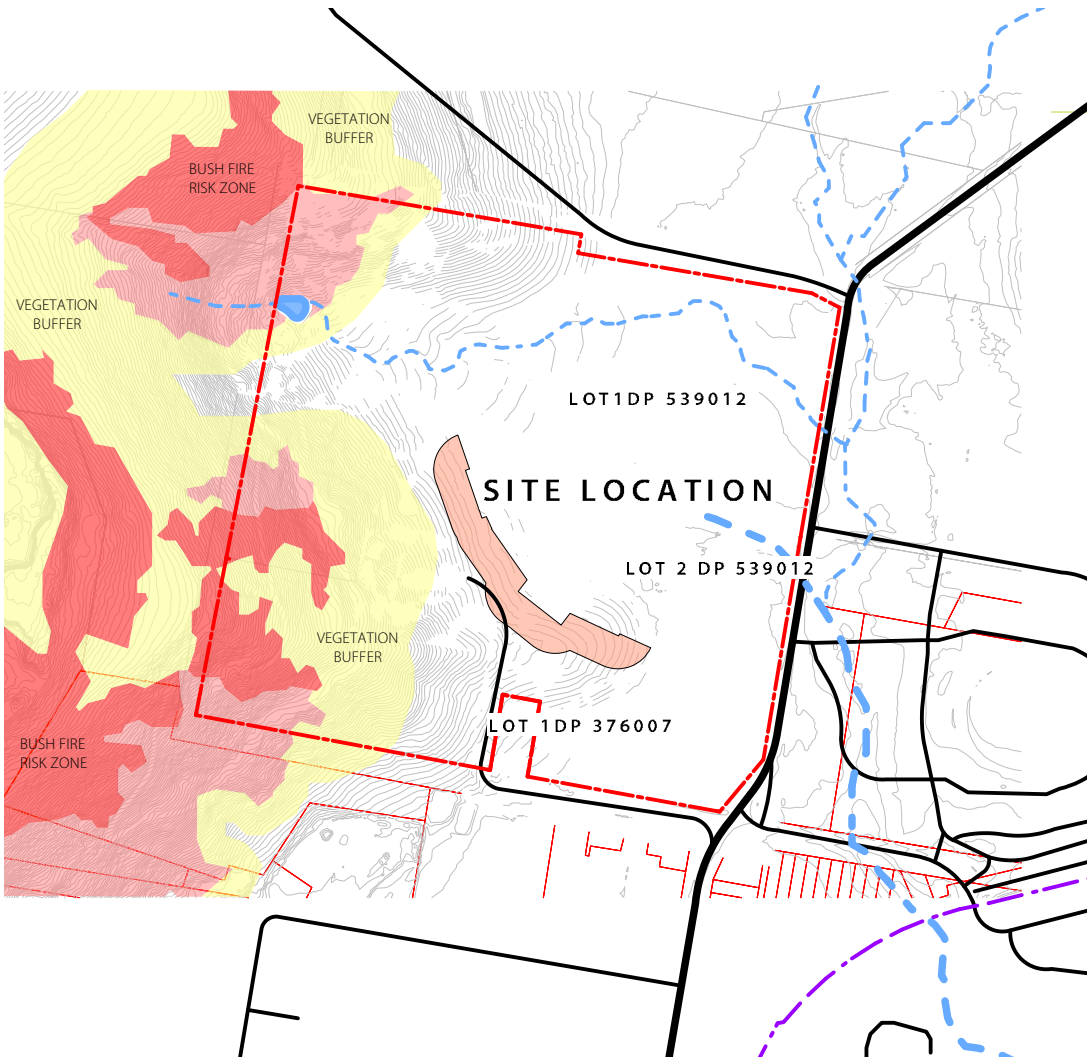 VEGETATION
BUFFER
BUSH FIRE
RISK ZONE
VEGETATION
BUFFER
LOT1DP 539012
SITE LOCATION
LOT 2 DP 539012
VEGETATION
BUFFER
LOT 1DP 376007
BUSH FIRE
RISK ZONE